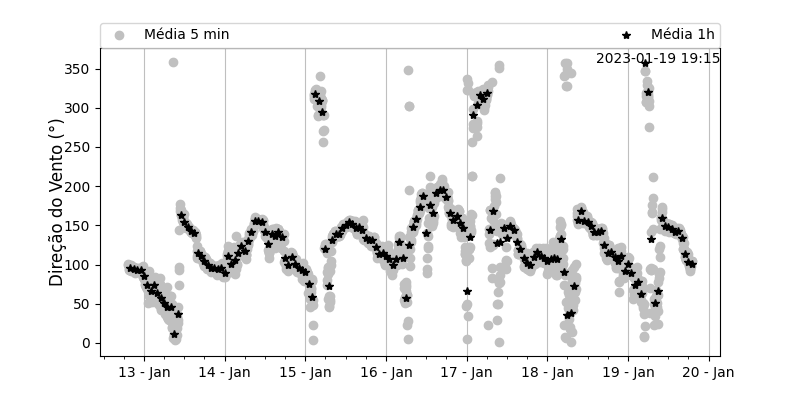 Média 5 min
Média 1h
2023-01-19 19:15
Direção do Vento (°)
350
300
250
200
150
100
50
0
13 - Jan
14 - Jan
15 - Jan
16 - Jan
17 - Jan
18 - Jan
19 - Jan
20 - Jan